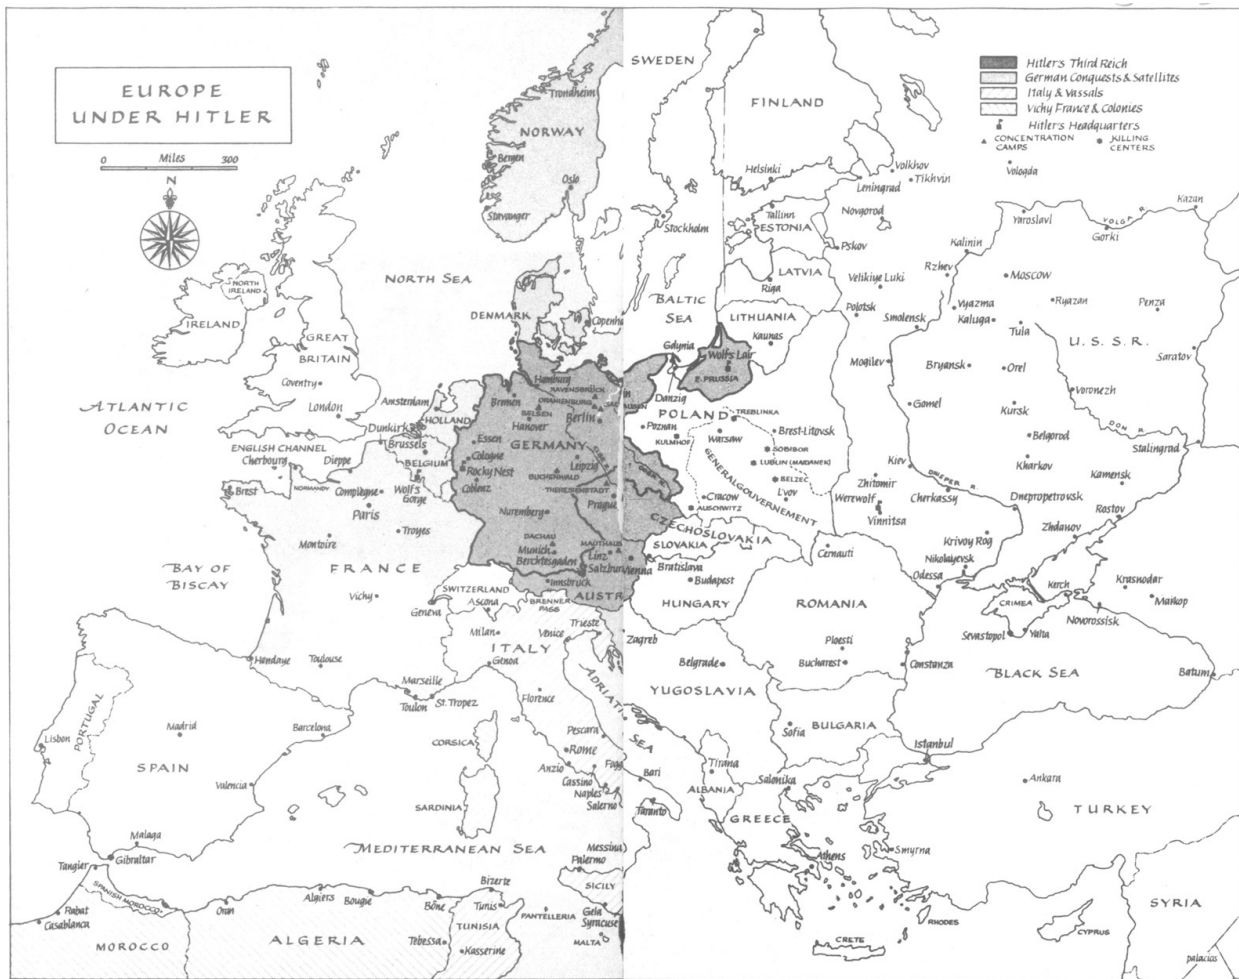 EUROPE
UNDER HITLER
0 Miles 300
N
Hitler's Third Reich
German Conquests & Satellites
Italy & Vassals
Vichy France & Colonies
Hitler's Headquarters
CONCENTRATION
CAMPS
KILLING
CENTERS
SWEDEN
FINLAND
Trondheim
NORWAY
Bergen
Oslo
Stavanger
Helsinki
Leningrad
Volkhov
Tikhvin
Vologda
Novgorod
Tallinn
ESTONIA
Pskov
Stockholm
Yaroslavl
VOLGA R.
Gorki
Kazan
Kalinin
Rzhev
Moscow
NORTH SEA
NORTH
IRELAND
IRELAND
GREAT
BRITAIN
Coventry
London
DENMARK
Copenh
BALTIC
SEA
LATVIA
Riga
Velikiye Luki
LITHUANIA
Polotsk
Smolensk
Vyazma
Kaluga
Ryazan
Penza
Tula
U.S.S.R.
Saratov
Kaunas
Gdynia
Wolf's Lair
E. PRUSSIA
Danzig
Mogilev
Bryansk
Orel
Voronezh
Gomel
Kursk
DON R.
Stalingrad
Belgorod
Kharkov
Kamensk
ATLANTIC
OCEAN
Amsterdam
HOLLAND
Dunkirk
Brussels
BELGIUM
ENGLISH CHANNEL
Cherbourg
Dieppe
Brest
NORMANDY
Compiègne
Wolf's
Gorge
Paris
Troyes
Montoire
FRANCE
Vichy
BAY OF
BISCAY
Hamburg
RAVENSBRÜCK
Bremen
ORANIENBURG
BELSEN
Hanover
Berlin
Essen
GERMANY
Cologne
Rocky Nest
Leipzig
ELBE R.
BUCHENWALD
Coblenz
THERESIENSTADT
Prague
Nuremberg
DACHAU
Munich
Berchtesgaden
MAUTHAUS
Linz
Salzbur
Vienna
Innsbruck
AUSTR
POLAND
TREBLINKA
Poznan
KULMHOF
Warsaw
Brest-Litovsk
SOBIBOR
LUBLIN (MAJDANEK)
GENERALGOUVERNEMENT
BELZEC
L'vov
Cracow
AUSCHWITZ
CZECHOSLOVAKIA
SLOVAKIA
Bratislava
Budapest
HUNGARY
Kiev
DNIEPER R.
Zhitomir
Cherkassy
Werewolf
Vinnitsa
Dnepropetrovsk
Rostov
Zhdanov
Krivoy Rog
Nikolayevsk
Odessa
Cernauti
ROMANIA
Kerch
CRIMEA
Krasnodar
Maikop
Novorossisk
Sevastopol
Yalta
Ploesti
Bucharest
Constanza
BLACK SEA
Batum
SWITZERLAND
Geneva
Ascona
BRENNER
PASS
Milan
Venice
Trieste
Zagreb
ITALY
Genoa
Belgrade
YUGOSLAVIA
Hendaye
Toulouse
Marseille
Toulon
St. Tropez
Florence
ADRIATI
SEA
BULGARIA
Sofia
Istanbul
Ankara
TURKEY
PORTUGAL
Lisbon
Madrid
SPAIN
Barcelona
Valencia
CORSICA
SARDINIA
Pescara
Rome
Anzio
Fogg
Cassino
Naples
Salerno
Bari
Taranto
Tirana
ALBANIA
Salonika
GREECE
Smyrna
Athens
Malaga
Gibraltar
Tangier
MEDITERRANEAN SEA
Messina
Palermo
SICILY
Gela
Syracuse
MALTA
PANTELLERIA
SPANISH MOROCCO
Rabat
Casablanca
MOROCCO
Oran
Algiers
Bougie
Bône
Bizerte
Tunis
TUNISIA
Tebessa
Kasserine
ALGERIA
CRETE
RHODES
CYPRUS
SYRIA
palacios